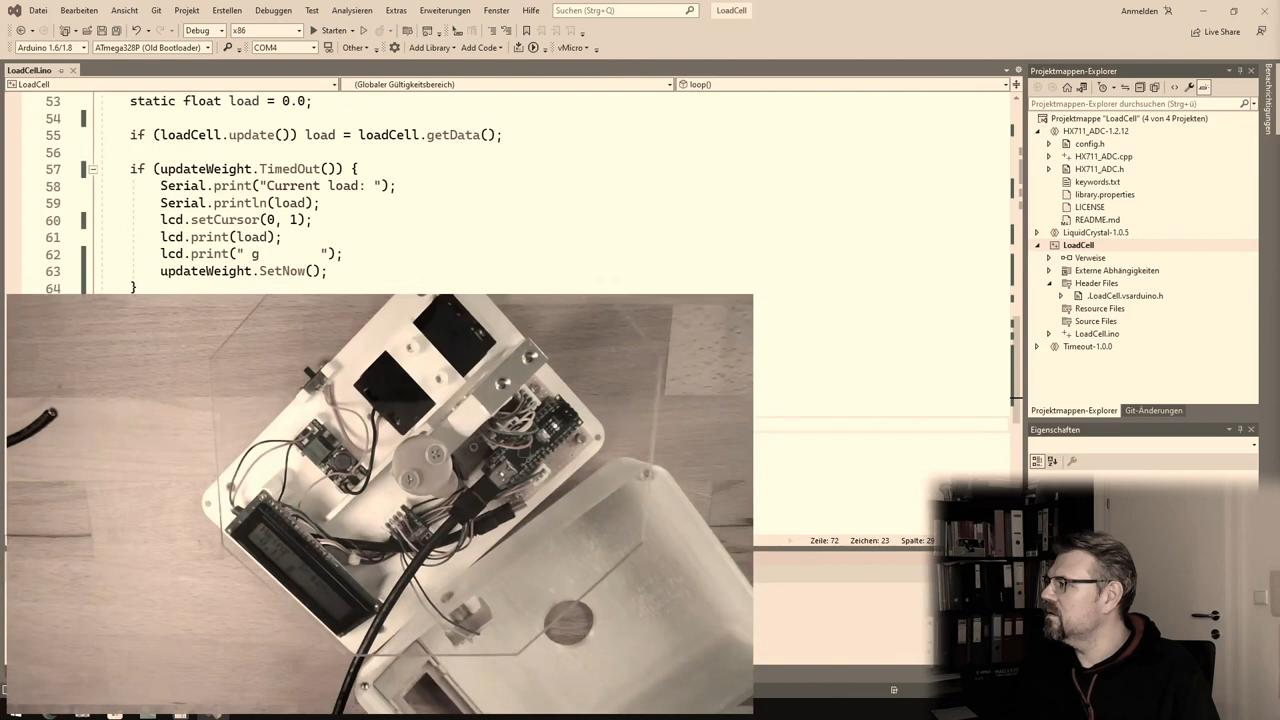 Datei Bearbeiten Ansicht Git Projekt Erstellen Debuggen Test Analysieren Extras Erweiterungen Fenster Hilfe Suchen (Strg+Q) LoadCell Anmelden
Debug x86 Starten Live Share
Arduino 1.6/1.8 ATmega328P (Old Bootloader) COM4 Other Add Library Add Code vMicro
LoadCell.ino
LoadCell (Globaler Gültigkeitsbereich) loop()
53 static float load = 0.0;
54
55 if (loadCell.update()) load = loadCell.getData();
56
57 if (updateWeight.TimedOut()) {
58 Serial.print("Current load: ");
59 Serial.println(load);
60 lcd.setCursor(0, 1);
61 lcd.print(load);
62 lcd.print(" g        ");
63 updateWeight.SetNow();
64 }
Zeile: 72 Zeichen: 23 Spalte: 29
Projektmappen-Explorer
Projektmappen-Explorer durchsuchen (Strg+ü)
Projektmappe "LoadCell" (4 von 4 Projekten)
HX711_ADC-1.2.12
config.h
HX711_ADC.cpp
HX711_ADC.h
keywords.txt
library.properties
LICENSE
README.md
LiquidCrystal-1.0.5
LoadCell
Verweise
Externe Abhängigkeiten
Header Files
.LoadCell.vsarduino.h
Resource Files
Source Files
LoadCell.ino
Timeout-1.0.0
Projektmappen-Explorer Git-Änderungen
Eigenschaften
Benachrichtigungen